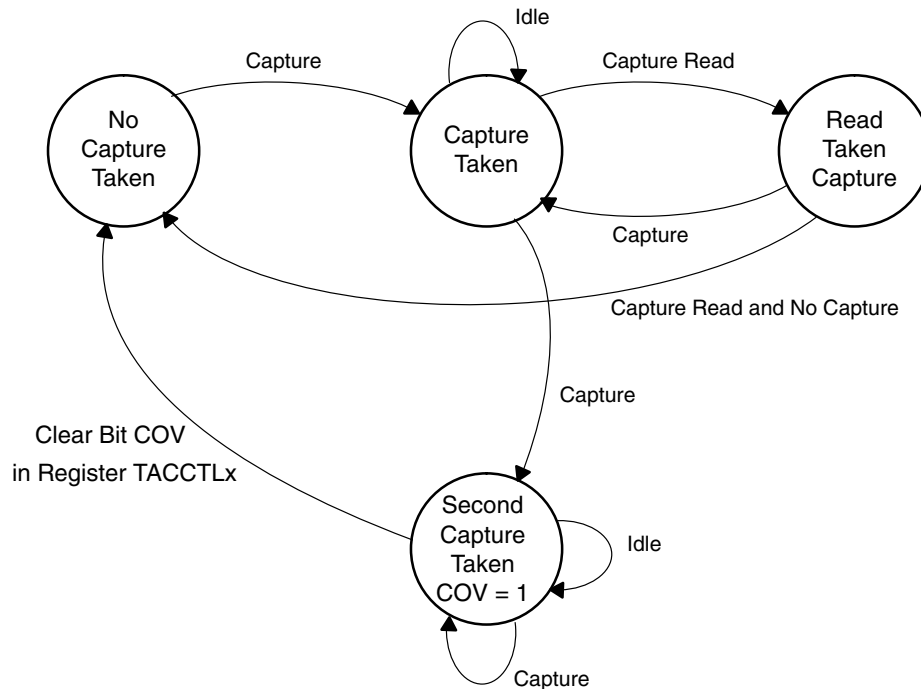 Idle
Capture
Capture Read
No
Capture
Taken
Capture
Taken
Read
Taken
Capture
Capture
Capture Read and No Capture
Capture
Clear Bit COV
in Register TACCTLx
Second
Capture
Taken
COV = 1
Idle
Capture